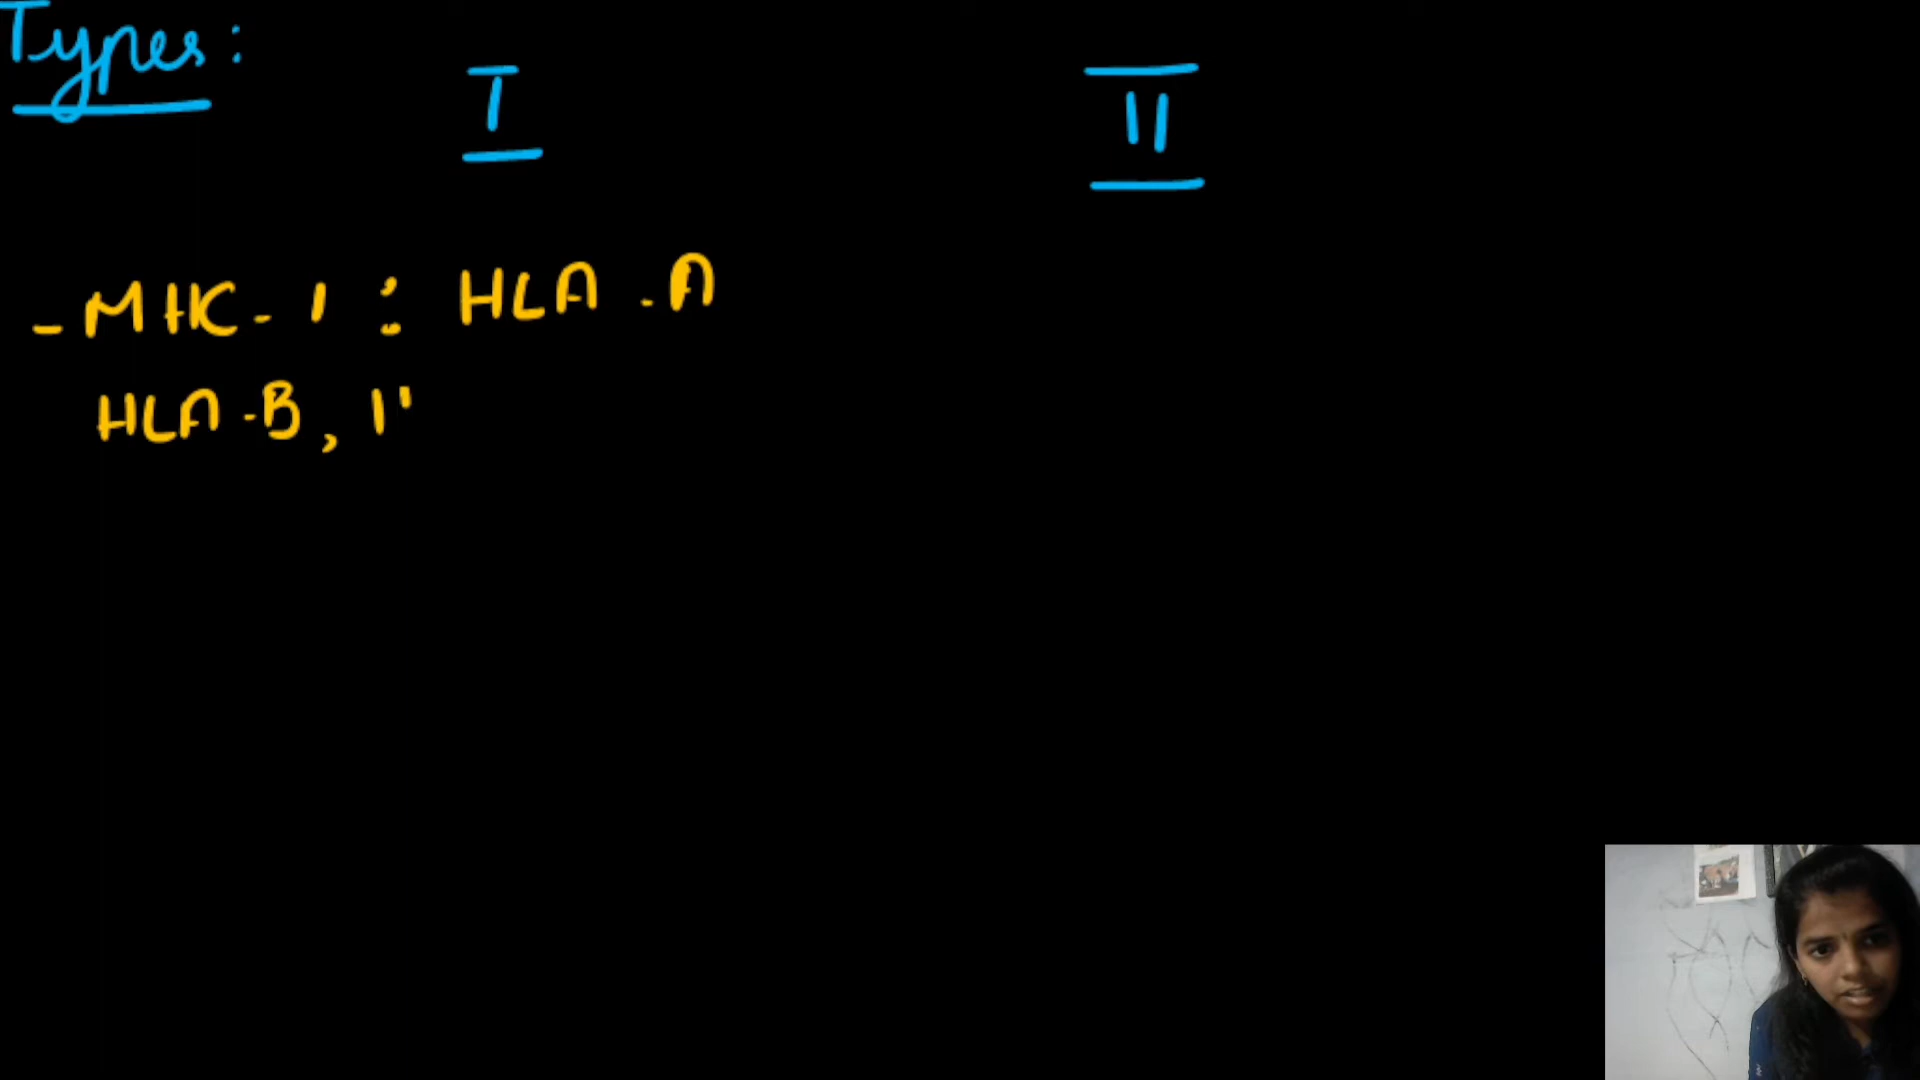 Types:
I
II
- MHC - I : HLA - A
HLA - B,